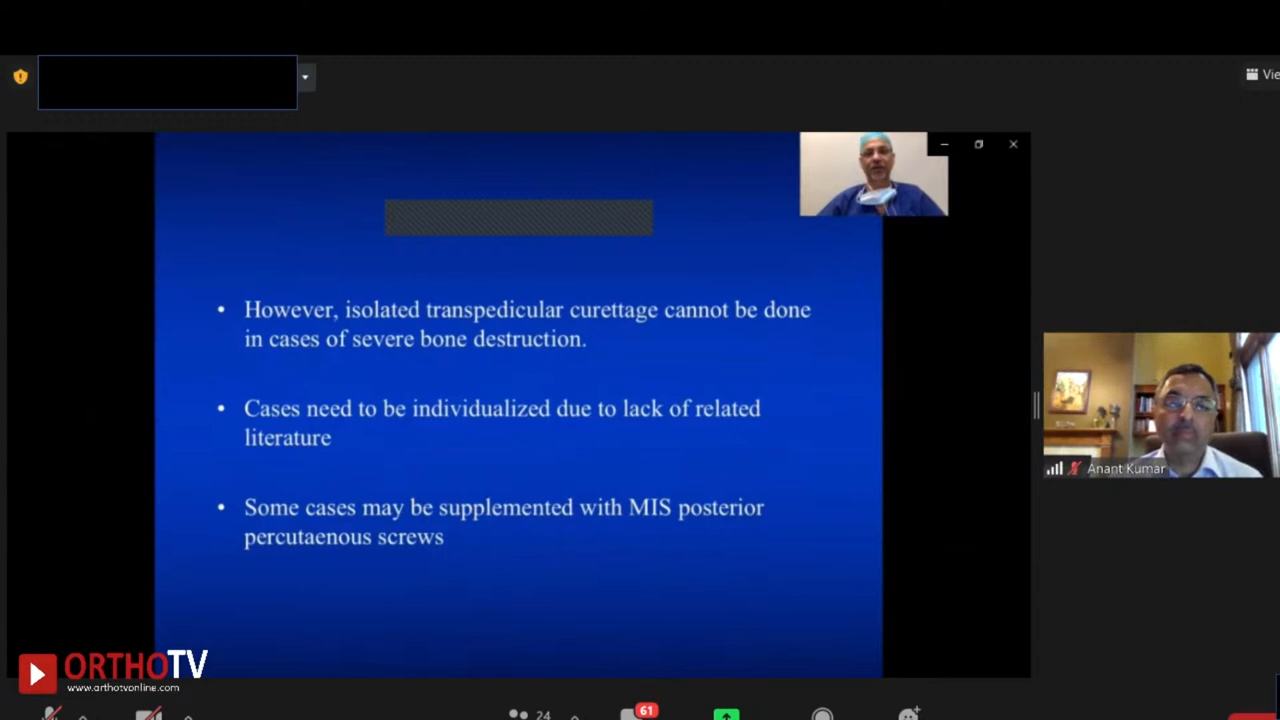 Vie
• However, isolated transpedicular curettage cannot be done
in cases of severe bone destruction.
• Cases need to be individualized due to lack of related
literature
• Some cases may be supplemented with MIS posterior
percutaenous screws
Anant Kumar
ORTHOTV
www.orthotvonline.com
24
61